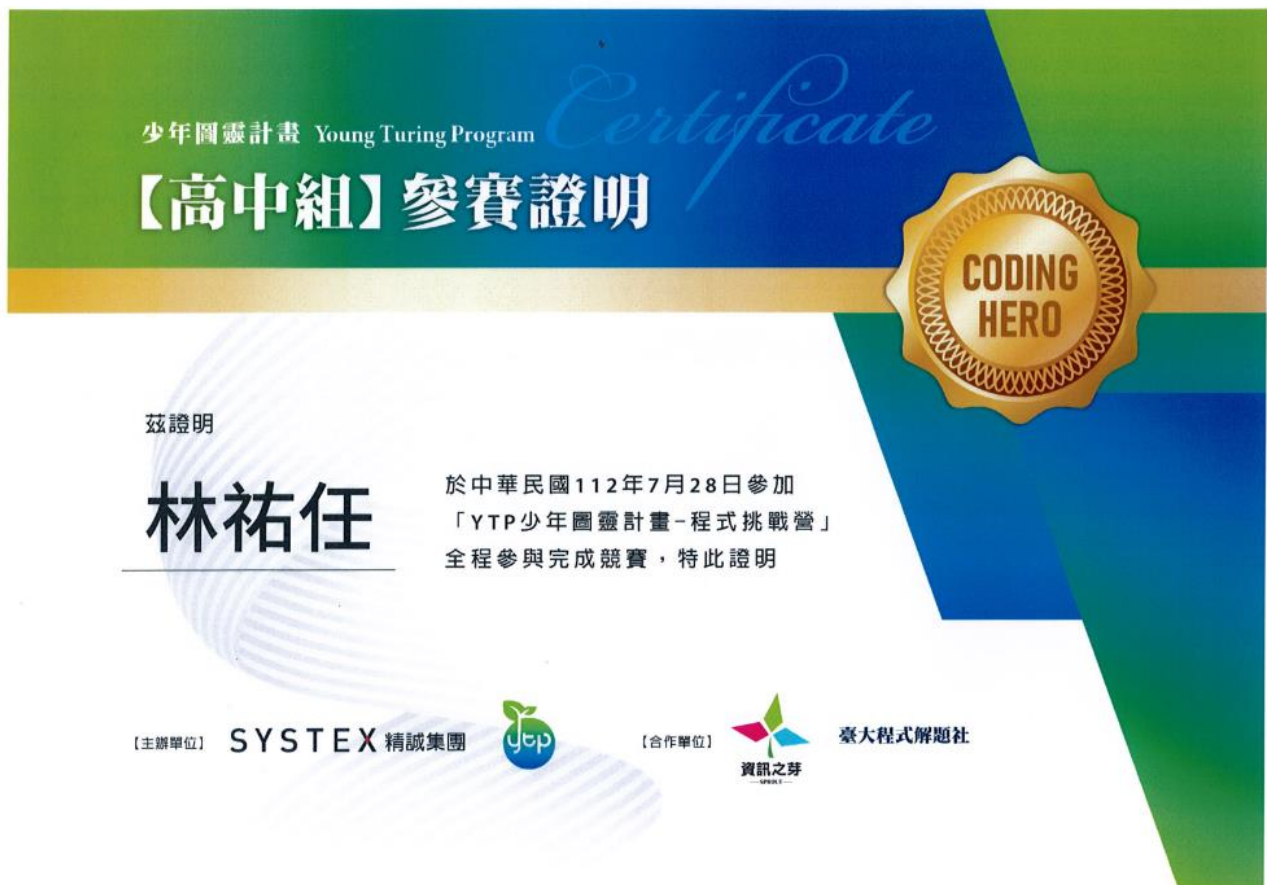 Certificate
少年圖靈計畫 Young Turing Program
【高中組】參賽證明
CODING
HERO
茲證明
林祐任
於中華民國112年7月28日參加
「YTP少年圖靈計畫-程式挑戰營」
全程參與完成競賽,特此證明
【主辦單位】 SYSTEX 精誠集團 ytp 【合作單位】 資訊之芽 臺大程式解題社
SPROUT